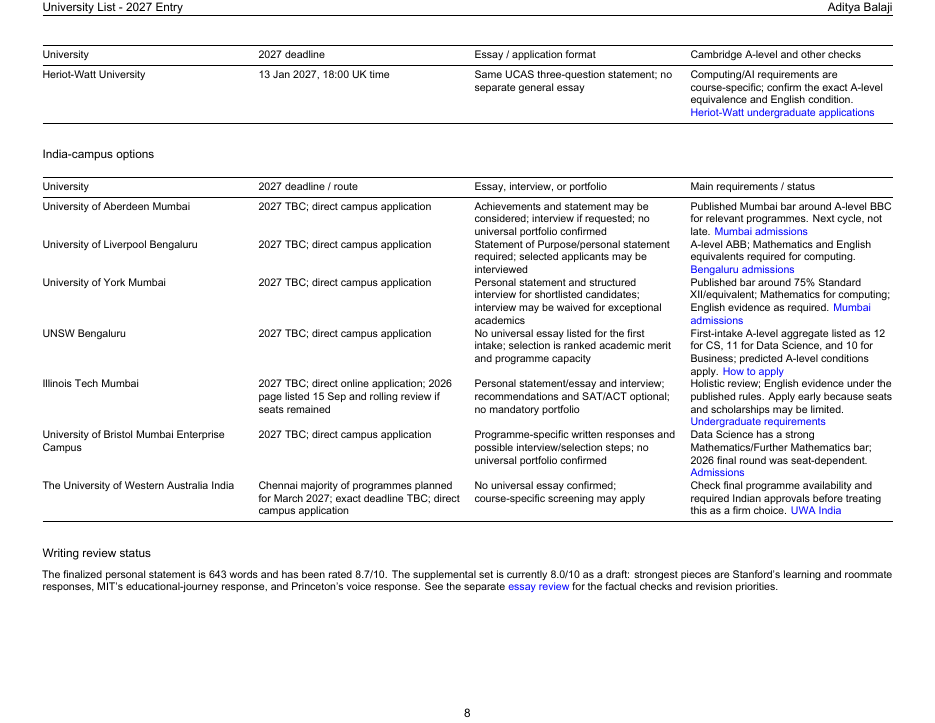 University List - 2027 Entry
Aditya Balaji
University
2027 deadline
Essay / application format
Cambridge A-level and other checks
Heriot-Watt University
13 Jan 2027, 18:00 UK time
Same UCAS three-question statement; no
separate general essay
Computing/AI requirements are
course-specific; confirm the exact A-level
equivalence and English condition.
Heriot-Watt undergraduate applications
India-campus options
University
2027 deadline / route
Essay, interview, or portfolio
Main requirements / status
University of Aberdeen Mumbai
2027 TBC; direct campus application
Achievements and statement may be
considered; interview if requested; no
universal portfolio confirmed
Published Mumbai bar around A-level BBC
for relevant programmes. Next cycle, not
late. Mumbai admissions
University of Liverpool Bengaluru
2027 TBC; direct campus application
Statement of Purpose/personal statement
required; selected applicants may be
interviewed
A-level ABB; Mathematics and English
equivalents required for computing.
Bengaluru admissions
University of York Mumbai
2027 TBC; direct campus application
Personal statement and structured
interview for shortlisted candidates;
interview may be waived for exceptional
academics
Published bar around 75% Standard
XII/equivalent; Mathematics for computing;
English evidence as required. Mumbai
admissions
UNSW Bengaluru
2027 TBC; direct campus application
No universal essay listed for the first
intake; selection is ranked academic merit
and programme capacity
First-intake A-level aggregate listed as 12
for CS, 11 for Data Science, and 10 for
Business; predicted A-level conditions
apply. How to apply
Illinois Tech Mumbai
2027 TBC; direct online application; 2026
page listed 15 Sep and rolling review if
seats remained
Personal statement/essay and interview;
recommendations and SAT/ACT optional;
no mandatory portfolio
Holistic review; English evidence under the
published rules. Apply early because seats
and scholarships may be limited.
Undergraduate requirements
University of Bristol Mumbai Enterprise
Campus
2027 TBC; direct campus application
Programme-specific written responses and
possible interview/selection steps; no
universal portfolio confirmed
Data Science has a strong
Mathematics/Further Mathematics bar;
2026 final round was seat-dependent.
Admissions
The University of Western Australia India
Chennai majority of programmes planned
for March 2027; exact deadline TBC; direct
campus application
No universal essay confirmed;
course-specific screening may apply
Check final programme availability and
required Indian approvals before treating
this as a firm choice. UWA India
Writing review status
The finalized personal statement is 643 words and has been rated 8.7/10. The supplemental set is currently 8.0/10 as a draft: strongest pieces are Stanford's learning and roommate
responses, MIT's educational-journey response, and Princeton's voice response. See the separate essay review for the factual checks and revision priorities.
8